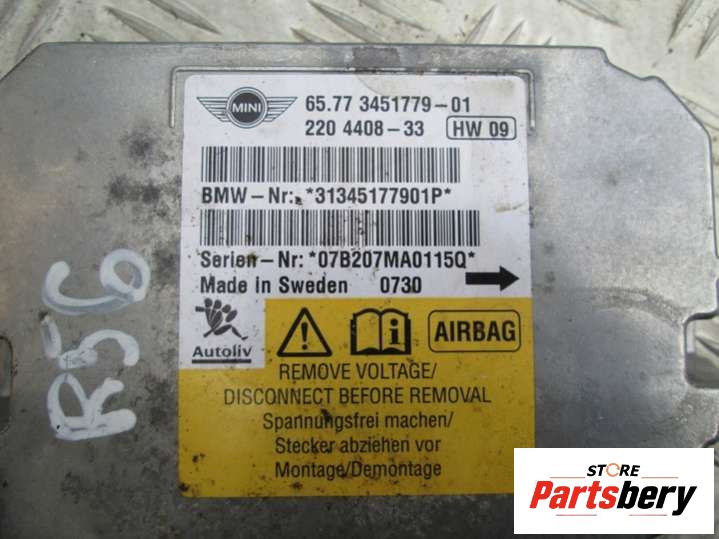 MINI
65.77 3451779-01
220 4408-33 HW 09
BMW-Nr: *31345177901P*
Serien-Nr: *07B207MA0115Q*
Made in Sweden 0730
Autoliv
AIRBAG
REMOVE VOLTAGE/
DISCONNECT BEFORE REMOVAL
Spannungsfrei machen/
Stecker abziehen vor
Montage/Demontage
R56
STORE
Partsbery